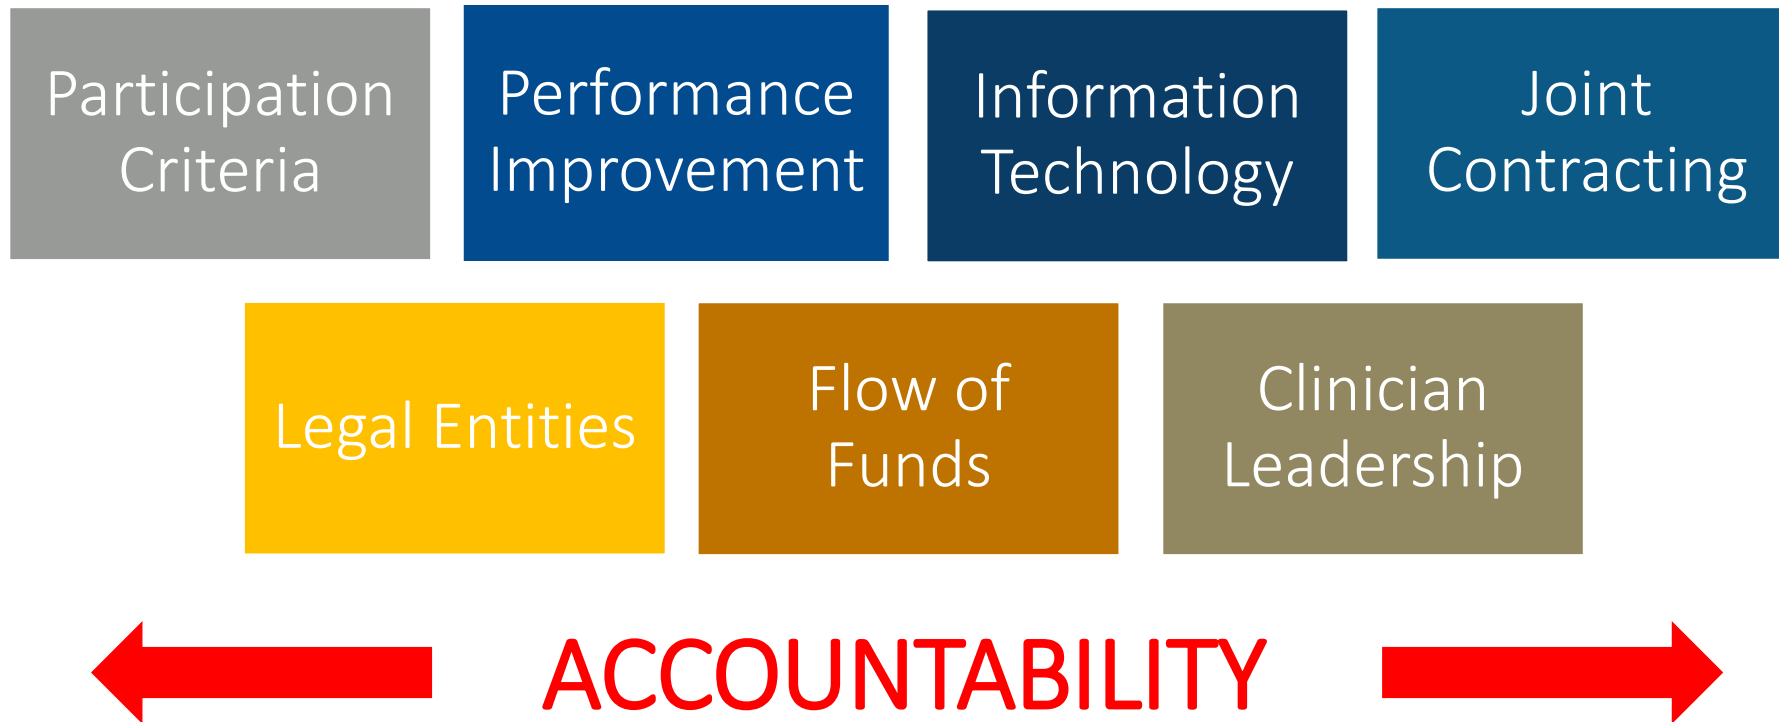 Participation
Criteria
Performance
Improvement
Information
Technology
Joint
Contracting
Legal Entities
Flow of
Funds
Clinician
Leadership
ACCOUNTABILITY